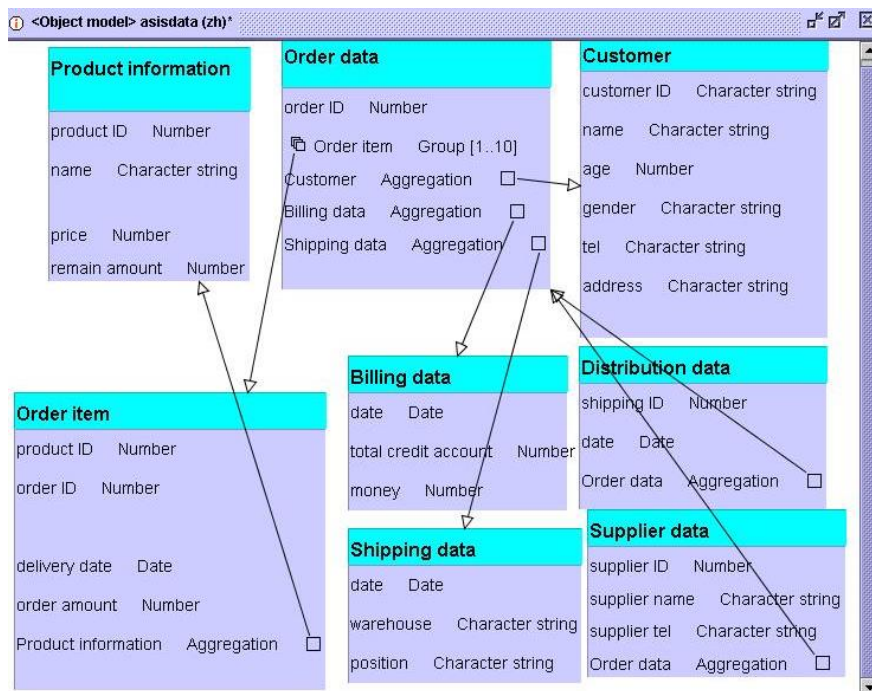 <Object model> asisdata (zh)*
Product information
product ID Number
name Character string
price Number
remain amount Number
Order data
order ID Number
Order item Group [1..10]
Customer Aggregation
Billing data Aggregation
Shipping data Aggregation
Customer
customer ID Character string
name Character string
age Number
gender Character string
tel Character string
address Character string
Order item
product ID Number
order ID Number
delivery date Date
order amount Number
Product information Aggregation
Billing data
date Date
total credit account Number
money Number
Shipping data
date Date
warehouse Character string
position Character string
Distribution data
shipping ID Number
date Date
Order data Aggregation
Supplier data
supplier ID Number
supplier name Character string
supplier tel Character string
Order data Aggregation